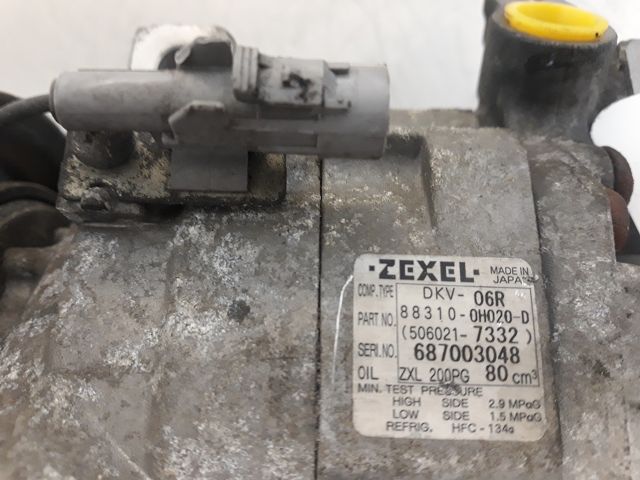 ·ZEXEL· MADE IN JAPAN
COMP. TYPE DKV- 06R
PART NO. 88310-0H020-D
(506021-7332)
SERI.NO. 687003048
OIL ZXL 200PG 80 cm³
MIN. TEST PRESSURE
HIGH SIDE 2.9 MPaG
LOW SIDE 1.5 MPaG
REFRIG. HFC-134a